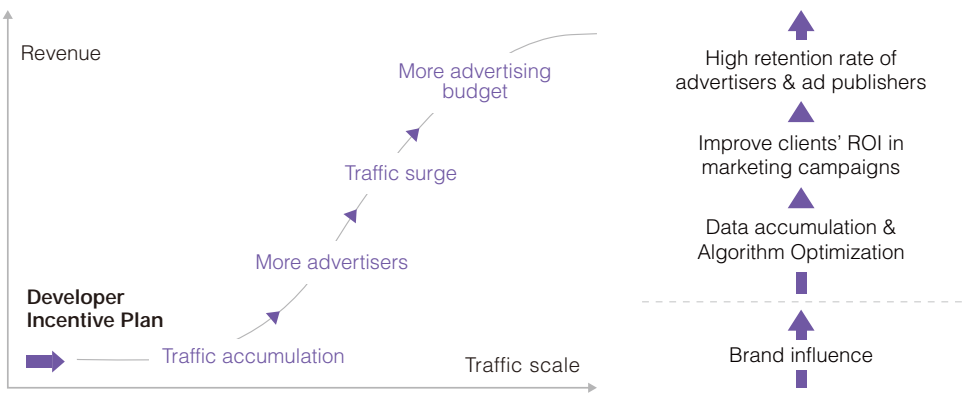 Revenue
More advertising
budget
Traffic surge
More advertisers
Developer
Incentive Plan
Traffic accumulation
Traffic scale
High retention rate of
advertisers & ad publishers
Improve clients’ ROI in
marketing campaigns
Data accumulation &
Algorithm Optimization
Brand influence